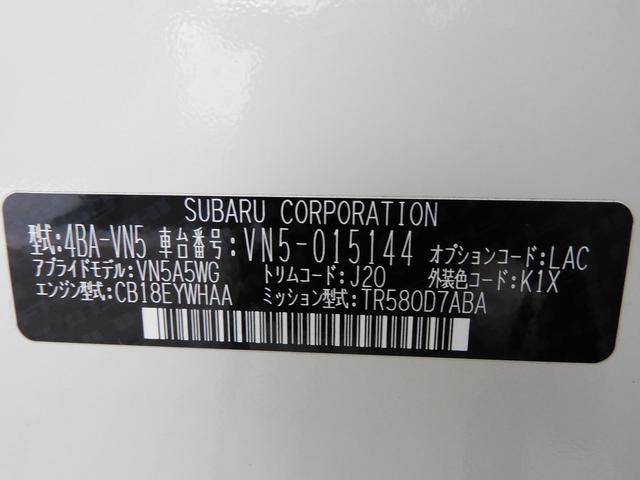 SUBARU CORPORATION
型式:4BA-VN5 車台番号:VN5-015144 オプションコード:LAC
アプライドモデル:VN5A5WG トリムコード:J20 外装色コード:K1X
エンジン型式:CB18EYWHAA ミッション型式:TR580D7ABA